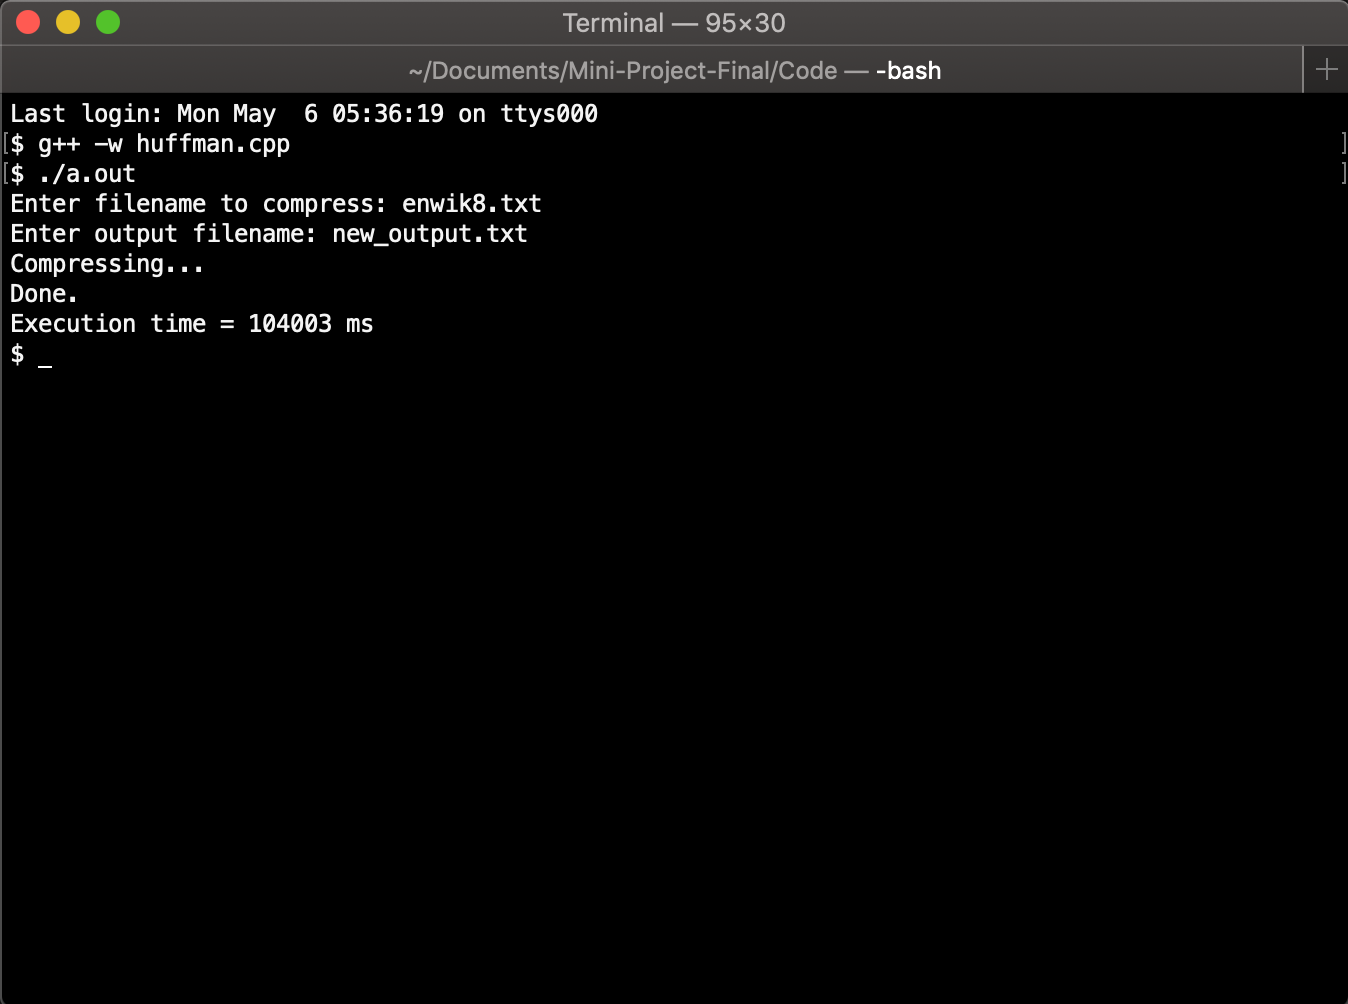 Terminal — 95×30
~/Documents/Mini-Project-Final/Code — -bash
Last login: Mon May  6 05:36:19 on ttys000
[$ g++ -w huffman.cpp ]
[$ ./a.out ]
Enter filename to compress: enwik8.txt
Enter output filename: new_output.txt
Compressing...
Done.
Execution time = 104003 ms
$ _